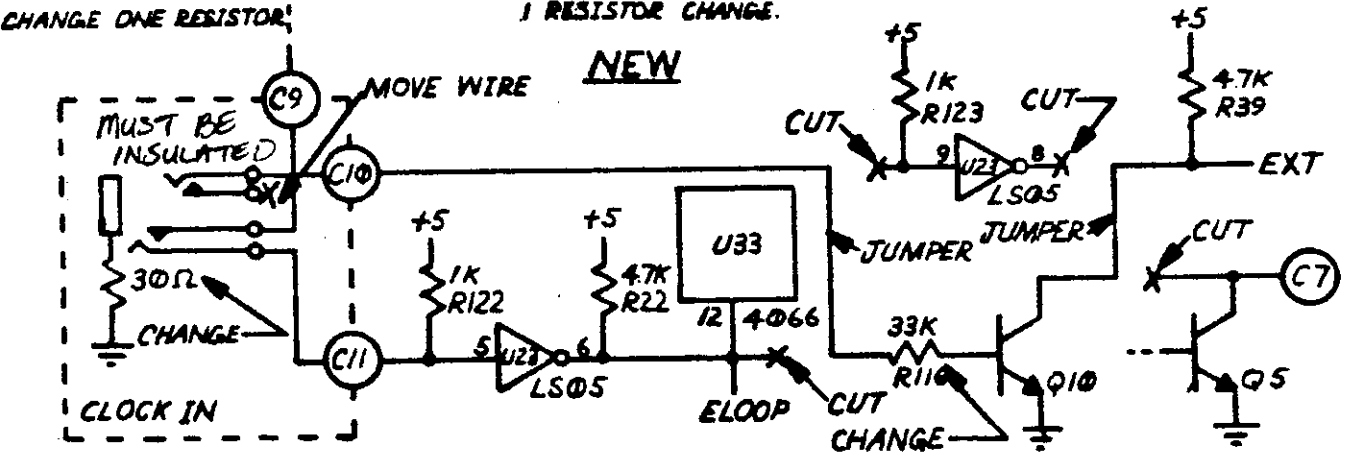 CHANGE ONE RESISTOR
1 RESISTOR CHANGE.
NEW
C9
MOVE WIRE
MUST BE
INSULATED
C10
30Ω
CHANGE
C11
CLOCK IN
+5
1K
R122
5
U23
6
LS05
+5
4.7K
R22
U33
12
4066
ELOOP
CUT
JUMPER
33K
R116
CHANGE
Q10
+5
1K
R123
CUT
9
U23
8
LS05
CUT
+5
4.7K
R39
EXT
JUMPER
CUT
C7
Q5